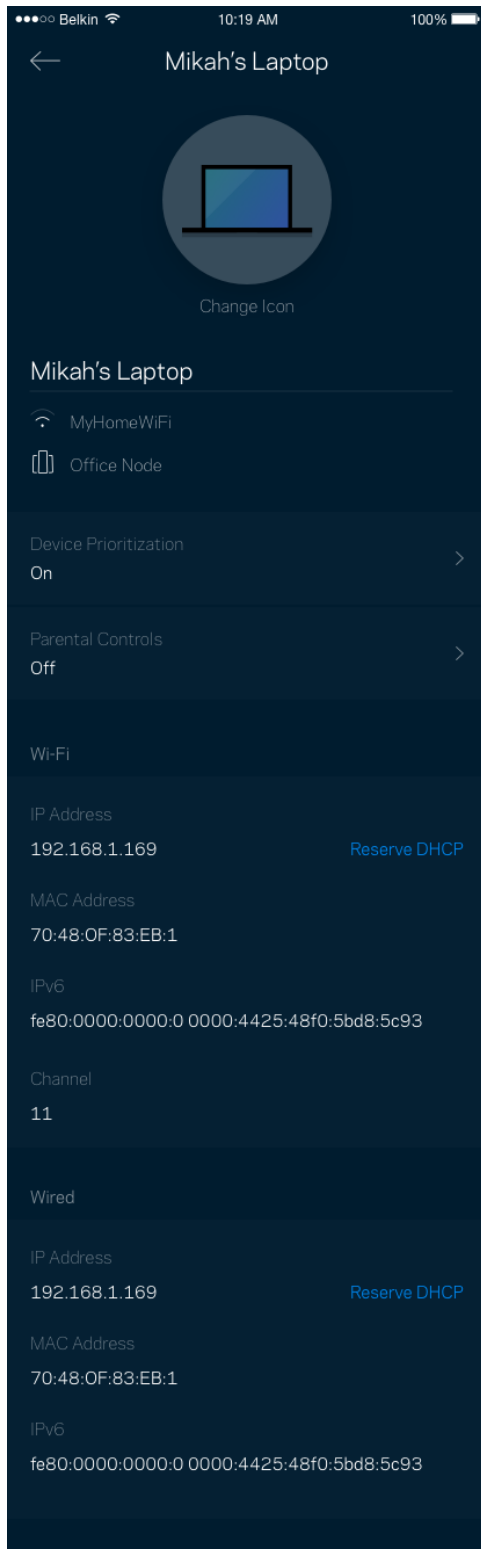 Belkin 10:19 AM 100%
Mikah's Laptop
Change Icon
Mikah's Laptop
MyHomeWiFi
Office Node
Device Prioritization
On
Parental Controls
Off
Wi-Fi
IP Address
192.168.1.169 Reserve DHCP
MAC Address
70:48:0F:83:EB:1
IPv6
fe80:0000:0000:0 0000:4425:48f0:5bd8:5c93
Channel
11
Wired
IP Address
192.168.1.169 Reserve DHCP
MAC Address
70:48:0F:83:EB:1
IPv6
fe80:0000:0000:0 0000:4425:48f0:5bd8:5c93